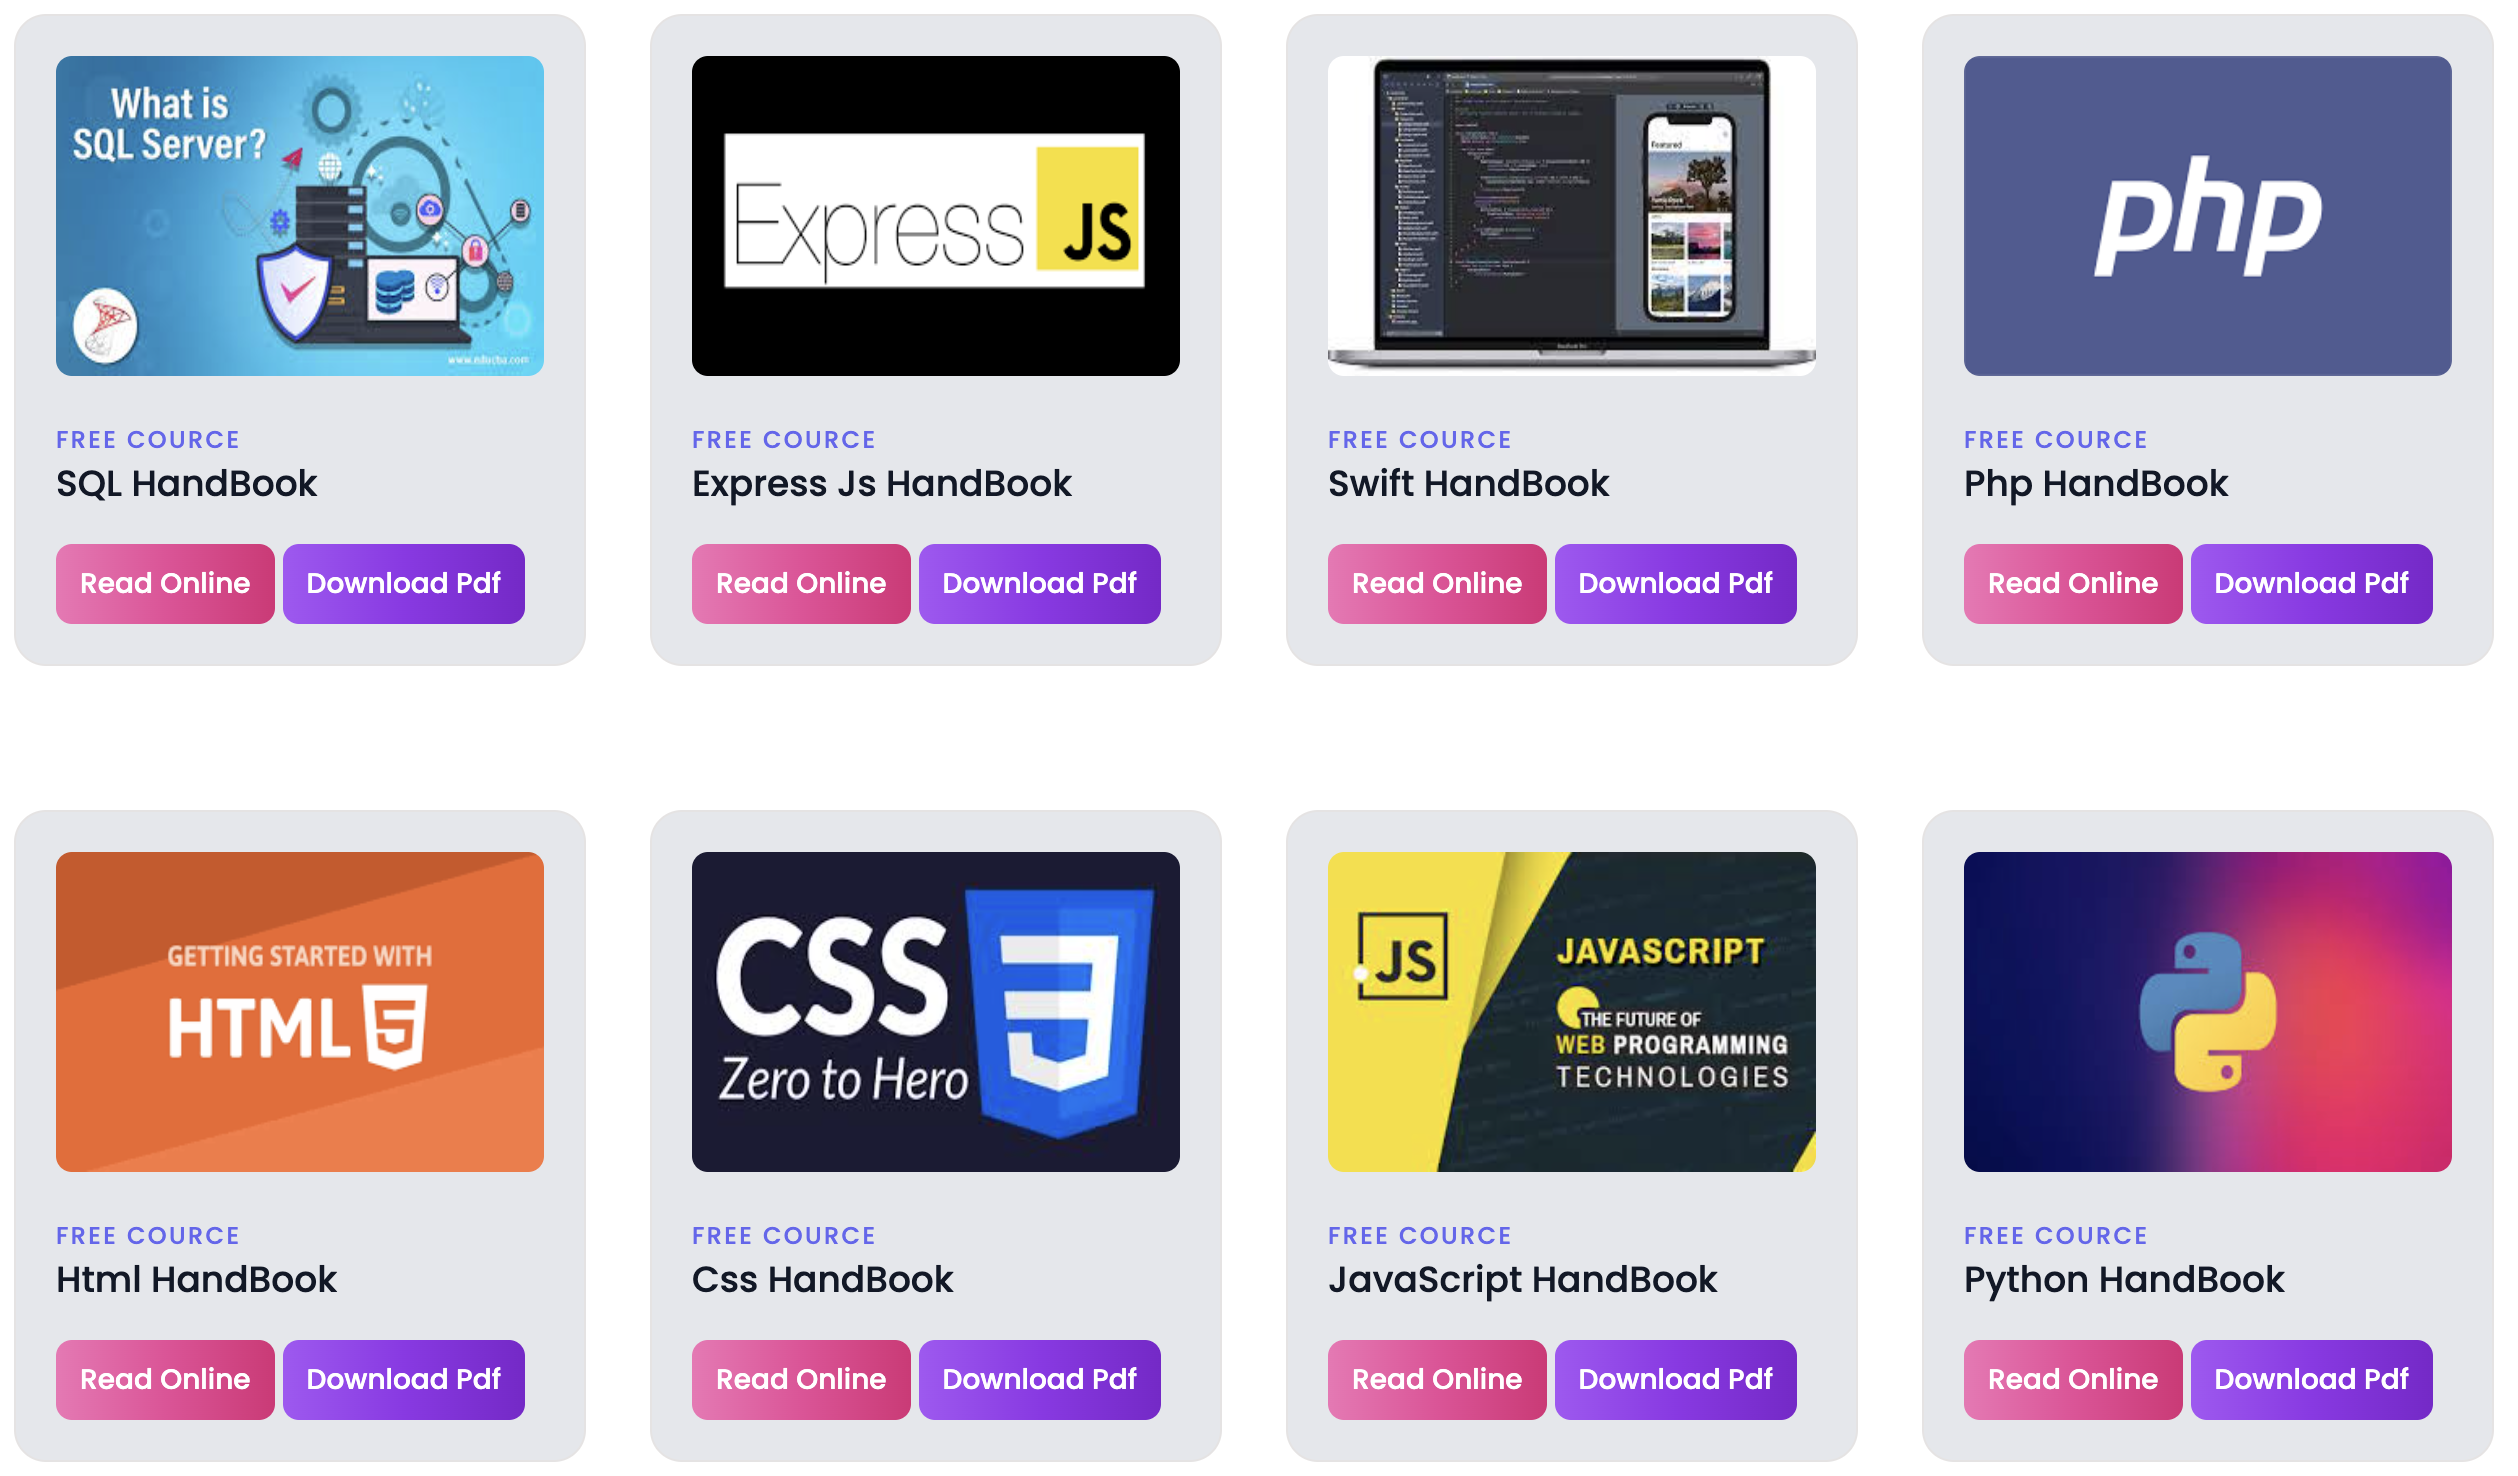 What is
SQL Server?
www.educba.com
FREE COURCE
SQL HandBook
Read Online
Download Pdf
Express JS
FREE COURCE
Express Js HandBook
Read Online
Download Pdf
Featured
FREE COURCE
Swift HandBook
Read Online
Download Pdf
php
FREE COURCE
Php HandBook
Read Online
Download Pdf
GETTING STARTED WITH
HTML 5
FREE COURCE
Html HandBook
Read Online
Download Pdf
CSS
Zero to Hero
3
FREE COURCE
Css HandBook
Read Online
Download Pdf
JS
JAVASCRIPT
THE FUTURE OF
WEB PROGRAMMING
TECHNOLOGIES
FREE COURCE
JavaScript HandBook
Read Online
Download Pdf
FREE COURCE
Python HandBook
Read Online
Download Pdf